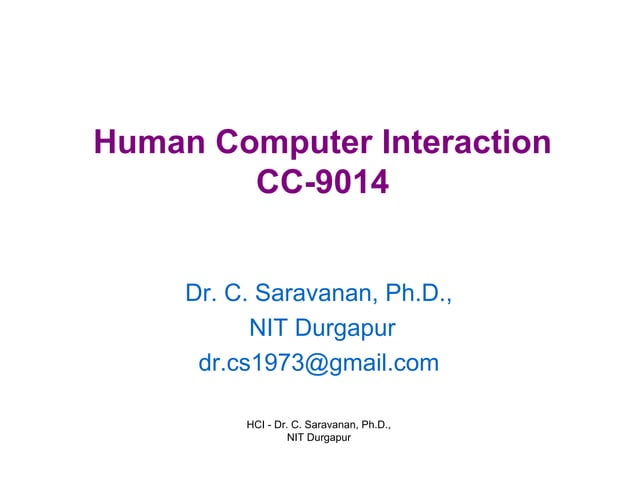 Human Computer Interaction
CC-9014
Dr. C. Saravanan, Ph.D.,
NIT Durgapur
dr.cs1973@gmail.com
HCI - Dr. C. Saravanan, Ph.D.,
NIT Durgapur